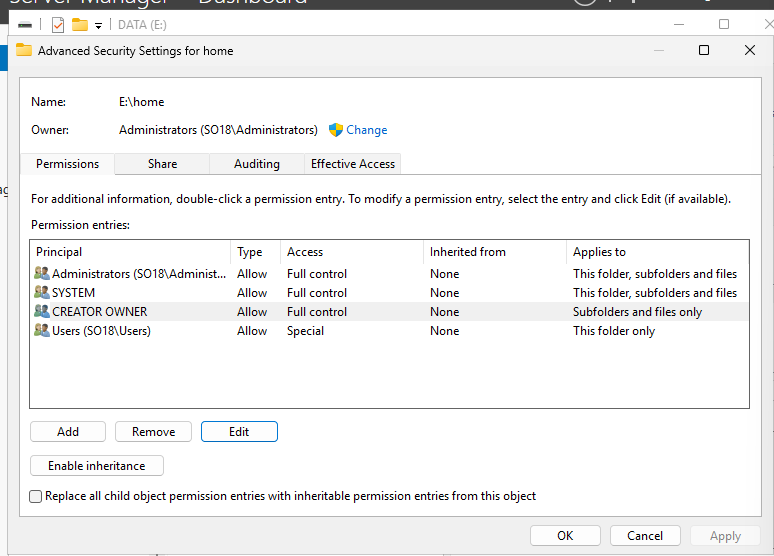 Server Manager Dashboard
DATA (E:)
Advanced Security Settings for home
Name: E:\home
Owner: Administrators (SO18\Administrators) Change
Permissions Share Auditing Effective Access
For additional information, double-click a permission entry. To modify a permission entry, select the entry and click Edit (if available).
Permission entries:
Principal Type Access Inherited from Applies to
Administrators (SO18\Administ... Allow Full control None This folder, subfolders and files
SYSTEM Allow Full control None This folder, subfolders and files
CREATOR OWNER Allow Full control None Subfolders and files only
Users (SO18\Users) Allow Special None This folder only
Add Remove Edit
Enable inheritance
Replace all child object permission entries with inheritable permission entries from this object
OK Cancel Apply